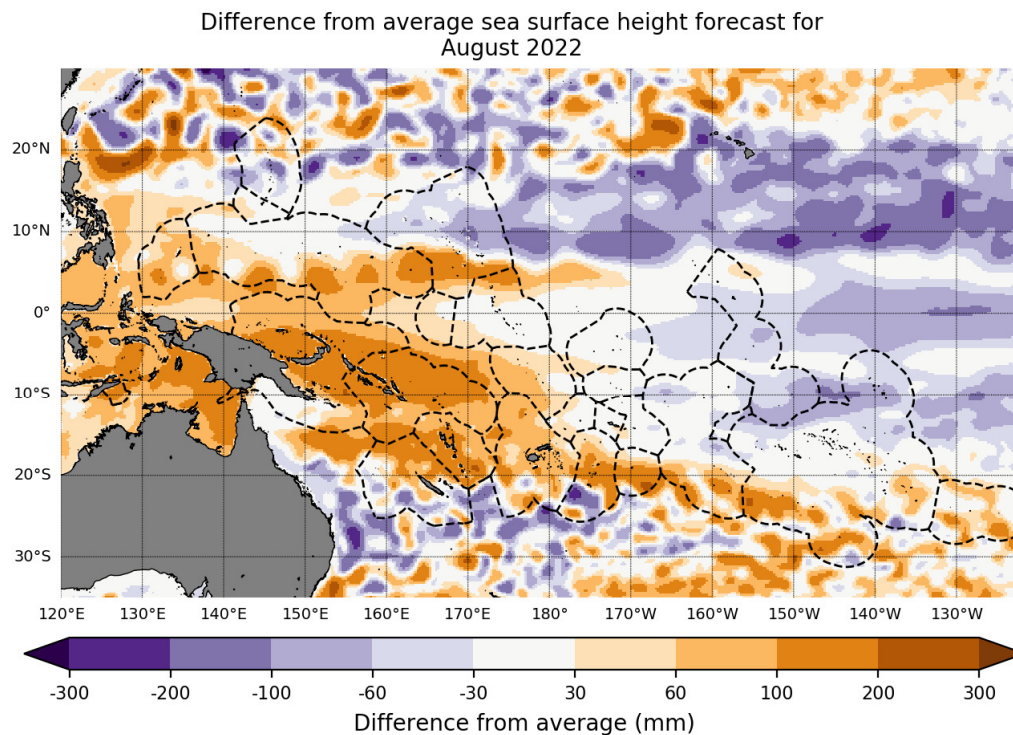 Difference from average sea surface height forecast for
August 2022
20°N
10°N
0°
10°S
20°S
30°S
120°E 130°E 140°E 150°E 160°E 170°E 180° 170°W 160°W 150°W 140°W 130°W
-300 -200 -100 -60 -30 30 60 100 200 300
Difference from average (mm)